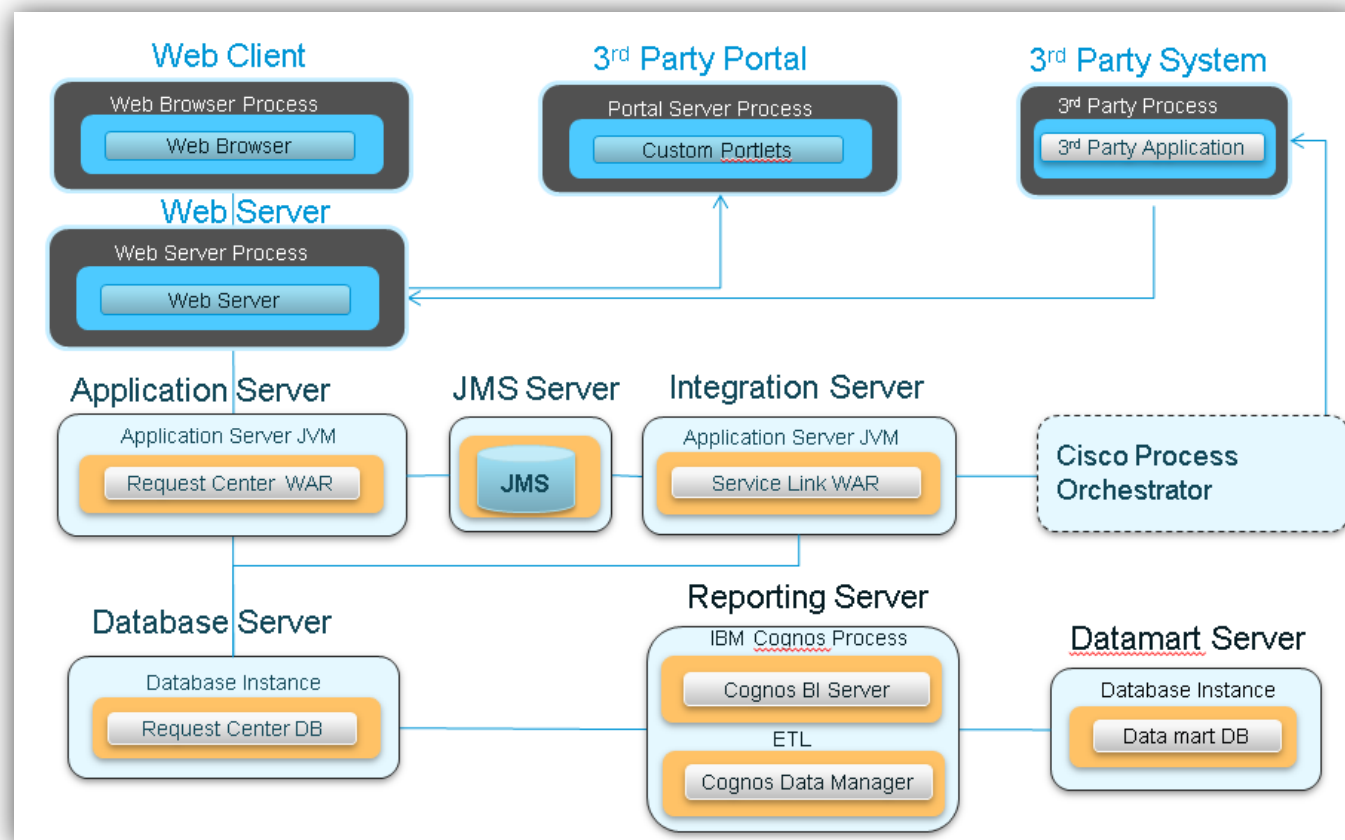 Web Client
3rd Party Portal
3rd Party System
Web Browser Process
Web Browser
Portal Server Process
Custom Portlets
3rd Party Process
3rd Party Application
Web Server
Web Server Process
Web Server
Application Server
JMS Server
Integration Server
Application Server JVM
Request Center WAR
JMS
Application Server JVM
Service Link WAR
Cisco Process
Orchestrator
Database Server
Reporting Server
Datamart Server
Database Instance
Request Center DB
IBM Cognos Process
Cognos BI Server
ETL
Cognos Data Manager
Database Instance
Data mart DB